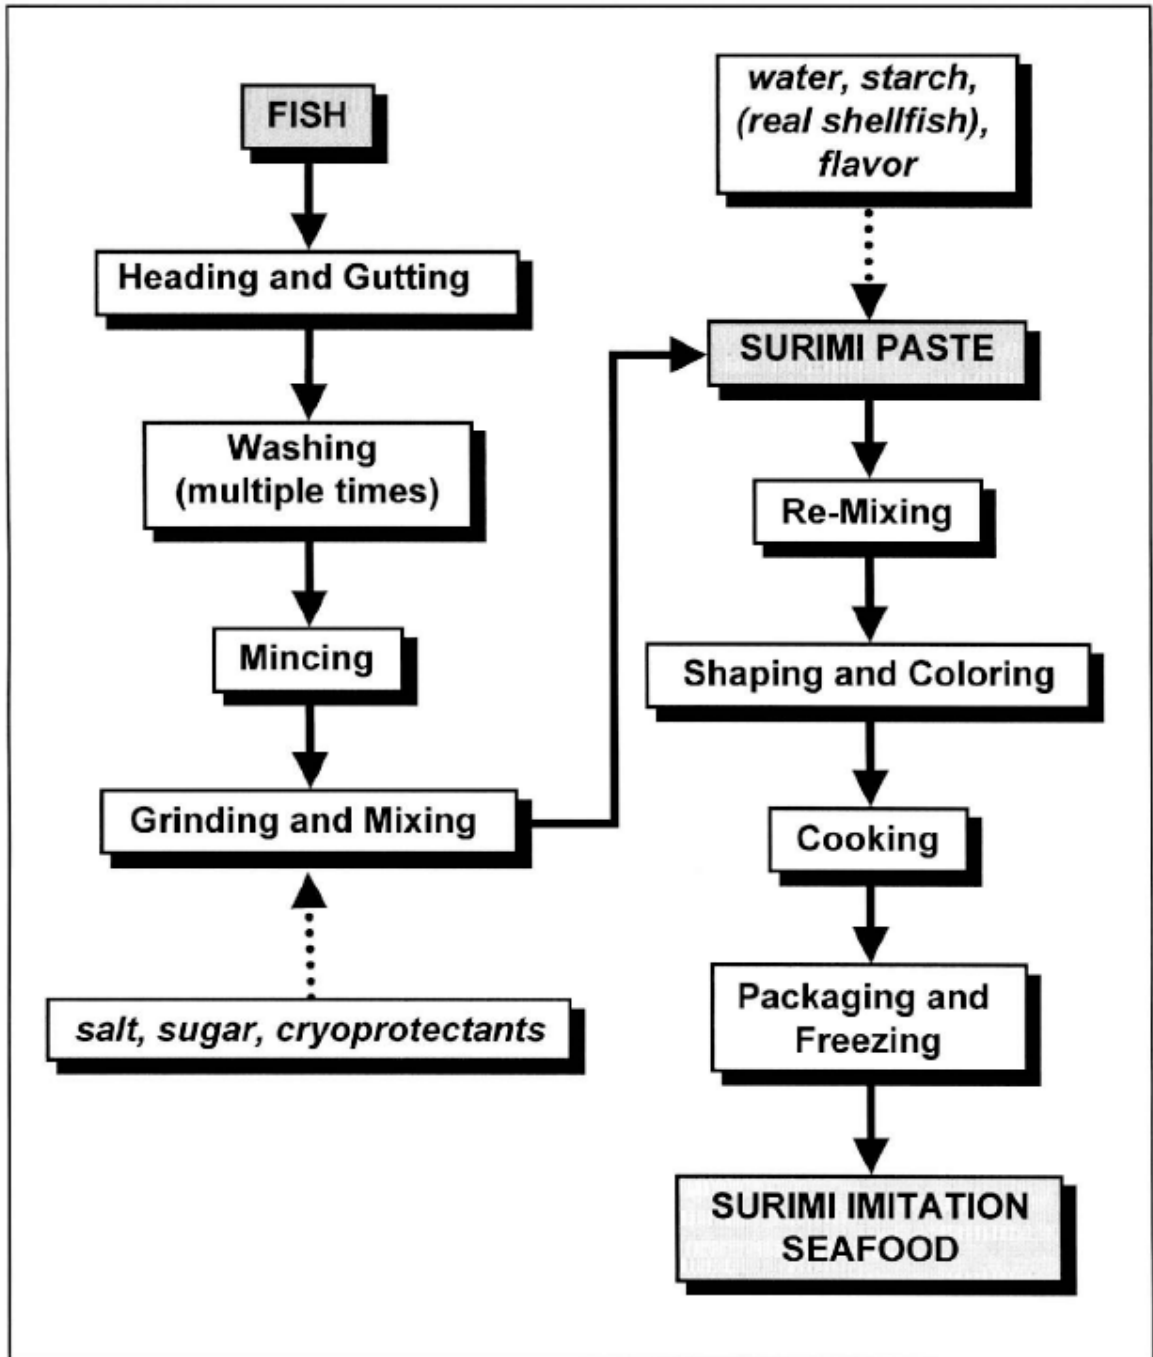 FISH
Heading and Gutting
Washing
(multiple times)
Mincing
Grinding and Mixing
salt, sugar, cryoprotectants
water, starch,
(real shellfish),
flavor
SURIMI PASTE
Re-Mixing
Shaping and Coloring
Cooking
Packaging and
Freezing
SURIMI IMITATION
SEAFOOD